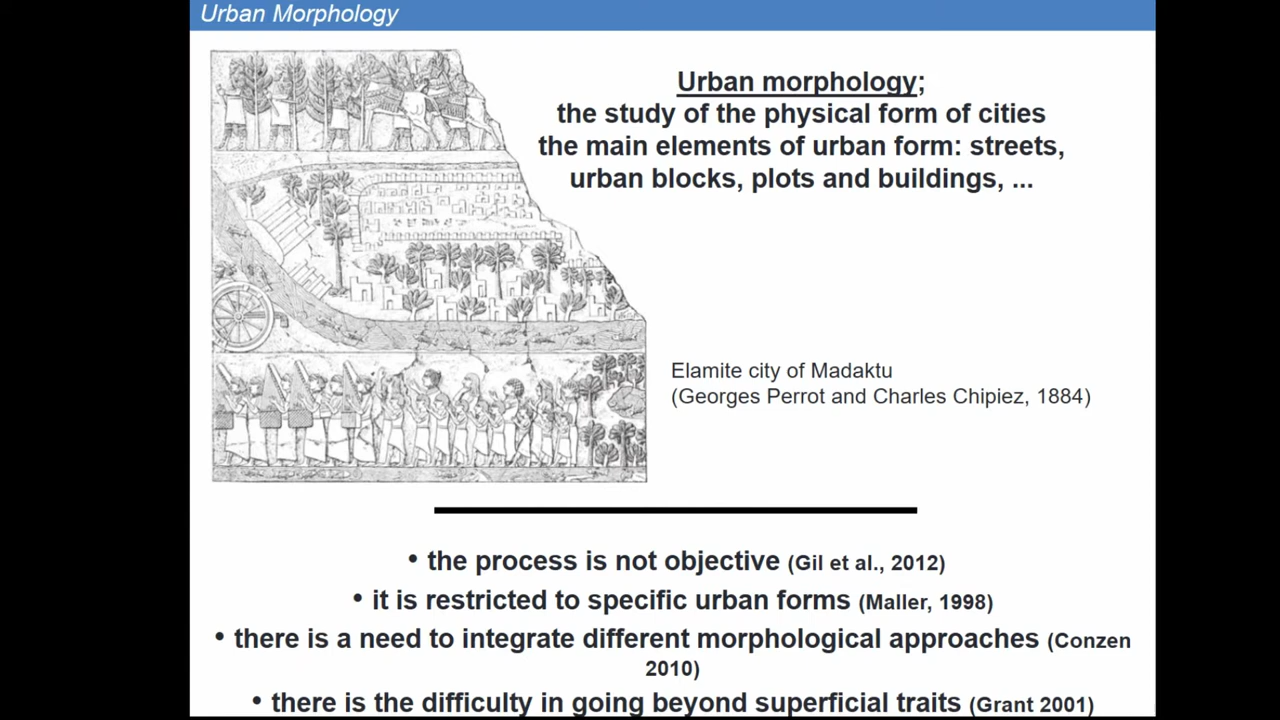 Urban Morphology
Urban morphology;
the study of the physical form of cities
the main elements of urban form: streets,
urban blocks, plots and buildings, ...
Elamite city of Madaktu
(Georges Perrot and Charles Chipiez, 1884)
• the process is not objective (Gil et al., 2012)
• it is restricted to specific urban forms (Maller, 1998)
• there is a need to integrate different morphological approaches (Conzen
2010)
• there is the difficulty in going beyond superficial traits (Grant 2001)